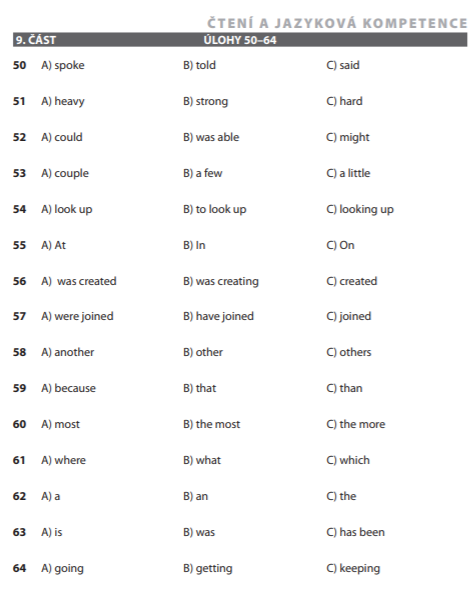 ČTENÍ A JAZYKOVÁ KOMPETENCE
9. ČÁST ÚLOHY 50–64
50 A) spoke B) told C) said
51 A) heavy B) strong C) hard
52 A) could B) was able C) might
53 A) couple B) a few C) a little
54 A) look up B) to look up C) looking up
55 A) At B) In C) On
56 A) was created B) was creating C) created
57 A) were joined B) have joined C) joined
58 A) another B) other C) others
59 A) because B) that C) than
60 A) most B) the most C) the more
61 A) where B) what C) which
62 A) a B) an C) the
63 A) is B) was C) has been
64 A) going B) getting C) keeping